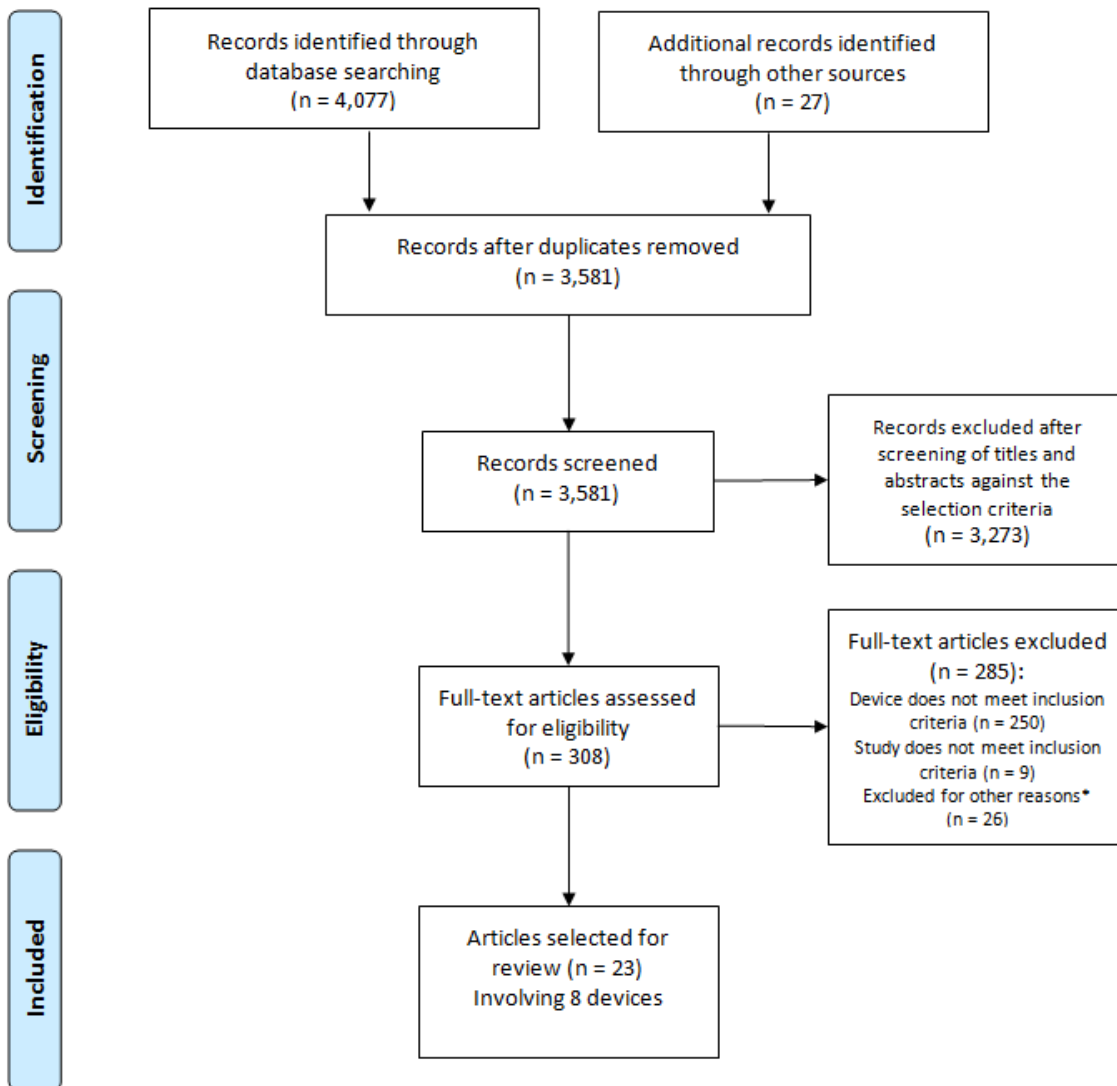 Identification
Records identified through
database searching
(n = 4,077)
Additional records identified
through other sources
(n = 27)
Records after duplicates removed
(n = 3,581)
Screening
Records screened
(n = 3,581)
Records excluded after
screening of titles and
abstracts against the
selection criteria
(n = 3,273)
Eligibility
Full-text articles assessed
for eligibility
(n = 308)
Full-text articles excluded
(n = 285):
Device does not meet inclusion
criteria (n = 250)
Study does not meet inclusion
criteria (n = 9)
Excluded for other reasons*
(n = 26)
Included
Articles selected for
review (n = 23)
Involving 8 devices